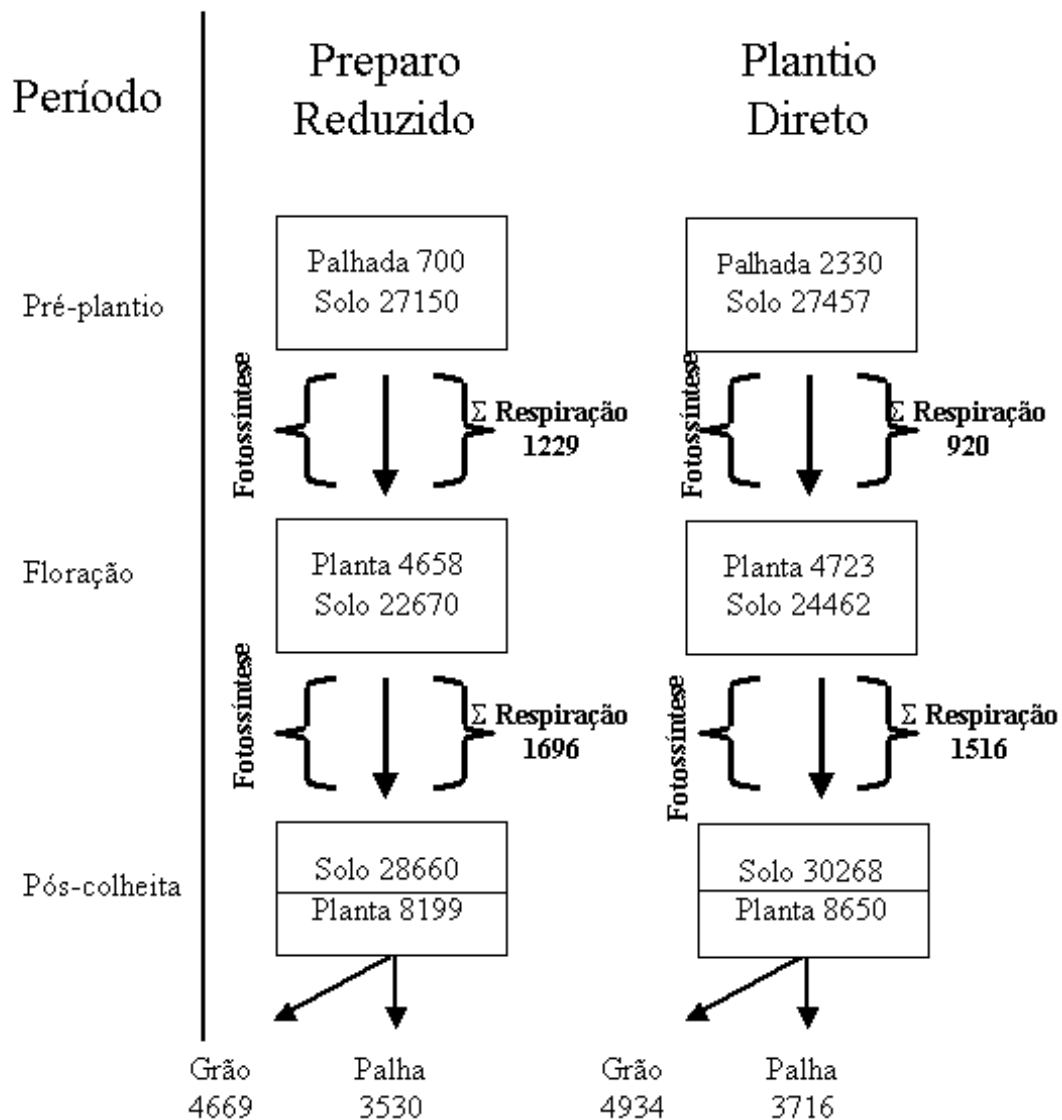 Período
Preparo
Reduzido
Plantio
Direto
Pré-plantio
Palhada 700
Solo 27150
Palhada 2330
Solo 27457
Fotossíntese
Σ Respiração
1229
Fotossíntese
Σ Respiração
920
Floração
Planta 4658
Solo 22670
Planta 4723
Solo 24462
Fotossíntese
Σ Respiração
1696
Fotossíntese
Σ Respiração
1516
Pós-colheita
Solo 28660
Planta 8199
Solo 30268
Planta 8650
Grão
4669
Palha
3530
Grão
4934
Palha
3716